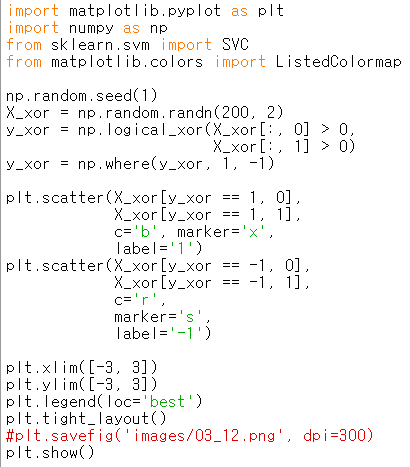 import matplotlib.pyplot as plt
import numpy as np
from sklearn.svm import SVC
from matplotlib.colors import ListedColormap

np.random.seed(1)
X_xor = np.random.randn(200, 2)
y_xor = np.logical_xor(X_xor[:, 0] > 0,
                       X_xor[:, 1] > 0)
y_xor = np.where(y_xor, 1, -1)

plt.scatter(X_xor[y_xor == 1, 0],
            X_xor[y_xor == 1, 1],
            c='b', marker='x',
            label='1')
plt.scatter(X_xor[y_xor == -1, 0],
            X_xor[y_xor == -1, 1],
            c='r',
            marker='s',
            label='-1')

plt.xlim([-3, 3])
plt.ylim([-3, 3])
plt.legend(loc='best')
plt.tight_layout()
#plt.savefig('images/03_12.png', dpi=300)
plt.show()